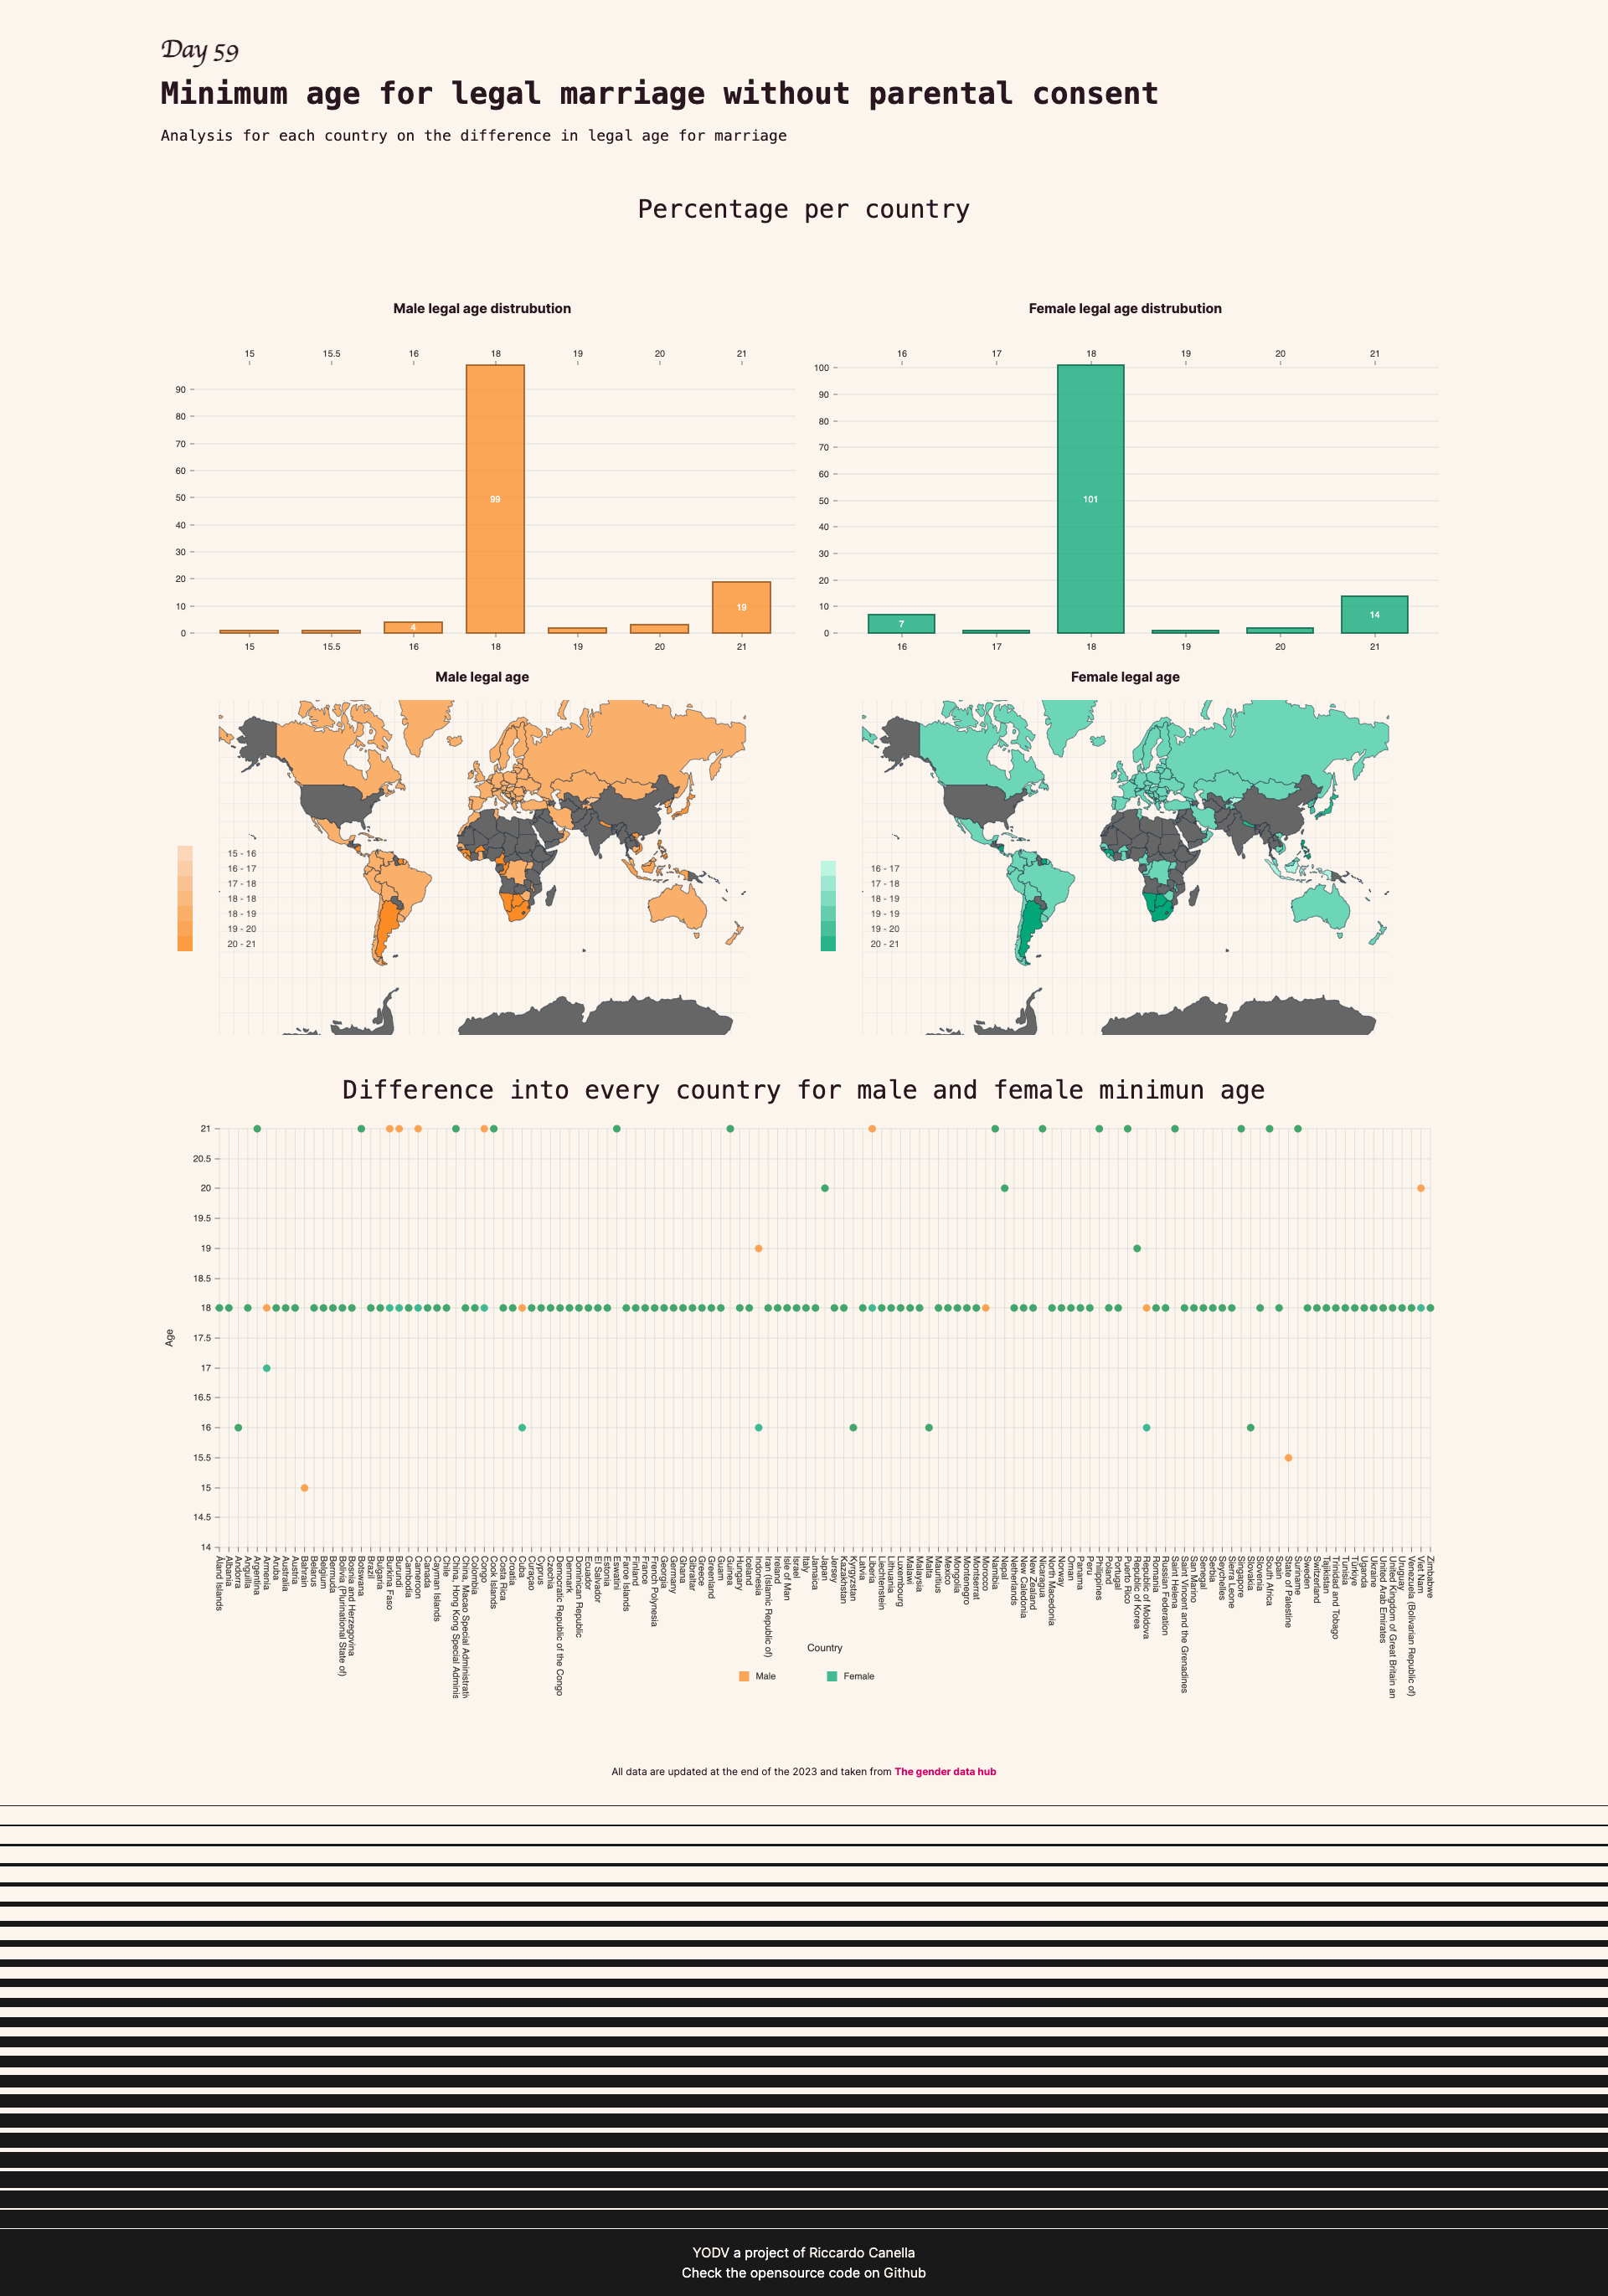 Day 59
Minimum age for legal marriage without parental consent
Analysis for each country on the difference in legal age for marriage
Percentage per country
Male legal age distrubution
15 15.5 16 18 19 20 21
90
80
70
60
50
40
30
20
10
0
4
99
19
15 15.5 16 18 19 20 21
Female legal age distrubution
16 17 18 19 20 21
100
90
80
70
60
50
40
30
20
10
0
7
101
14
16 17 18 19 20 21
Male legal age
15 - 16
16 - 17
17 - 18
18 - 19
18 - 19
19 - 20
20 - 21
Female legal age
16 - 17
17 - 18
18 - 19
19 - 19
19 - 20
20 - 21
Difference into every country for male and female minimun age
21
20.5
20
19.5
19
18.5
18
17.5
17
16.5
16
15.5
15
14.5
14
Age
Åland Islands
Albania
Andorra
Anguilla
Argentina
Armenia
Aruba
Australia
Austria
Bahrain
Belarus
Belgium
Bermuda
Bolivia (Plurinational State of)
Bosnia and Herzegovina
Botswana
Brazil
Bulgaria
Burkina Faso
Burundi
Cambodia
Cameroon
Canada
Cayman Islands
Chile
China, Hong Kong Special Adminis
China, Macao Special Administrativ
Colombia
Congo
Cook Islands
Costa Rica
Croatia
Cuba
Curaçao
Cyprus
Czechia
Democratic Republic of the Congo
Denmark
Dominican Republic
Ecuador
El Salvador
Estonia
Eswatini
Faroe Islands
Finland
France
French Polynesia
Georgia
Germany
Ghana
Gibraltar
Greece
Greenland
Guam
Guinea
Hungary
Iceland
Indonesia
Iran (Islamic Republic of)
Ireland
Isle of Man
Israel
Italy
Jamaica
Japan
Jersey
Kazakhstan
Kyrgyzstan
Latvia
Liberia
Liechtenstein
Lithuania
Luxembourg
Malawi
Malaysia
Malta
Mauritius
Mexico
Mongolia
Montenegro
Montserrat
Morocco
Namibia
Nepal
Netherlands
New Caledonia
New Zealand
Nicaragua
North Macedonia
Norway
Oman
Panama
Peru
Philippines
Poland
Portugal
Puerto Rico
Republic of Korea
Republic of Moldova
Romania
Russian Federation
Saint Helena
Saint Vincent and the Grenadines
San Marino
Senegal
Serbia
Seychelles
Sierra Leone
Singapore
Slovakia
Slovenia
South Africa
Spain
State of Palestine
Suriname
Sweden
Switzerland
Tajikistan
Trinidad and Tobago
Tunisia
Türkiye
Uganda
Ukraine
United Arab Emirates
United Kingdom of Great Britain an
Uruguay
Venezuela (Bolivarian Republic of)
Viet Nam
Zimbabwe
Country
Male Female
All data are updated at the end of the 2023 and taken from The gender data hub
YODV a project of Riccardo Canella
Check the opensource code on Github